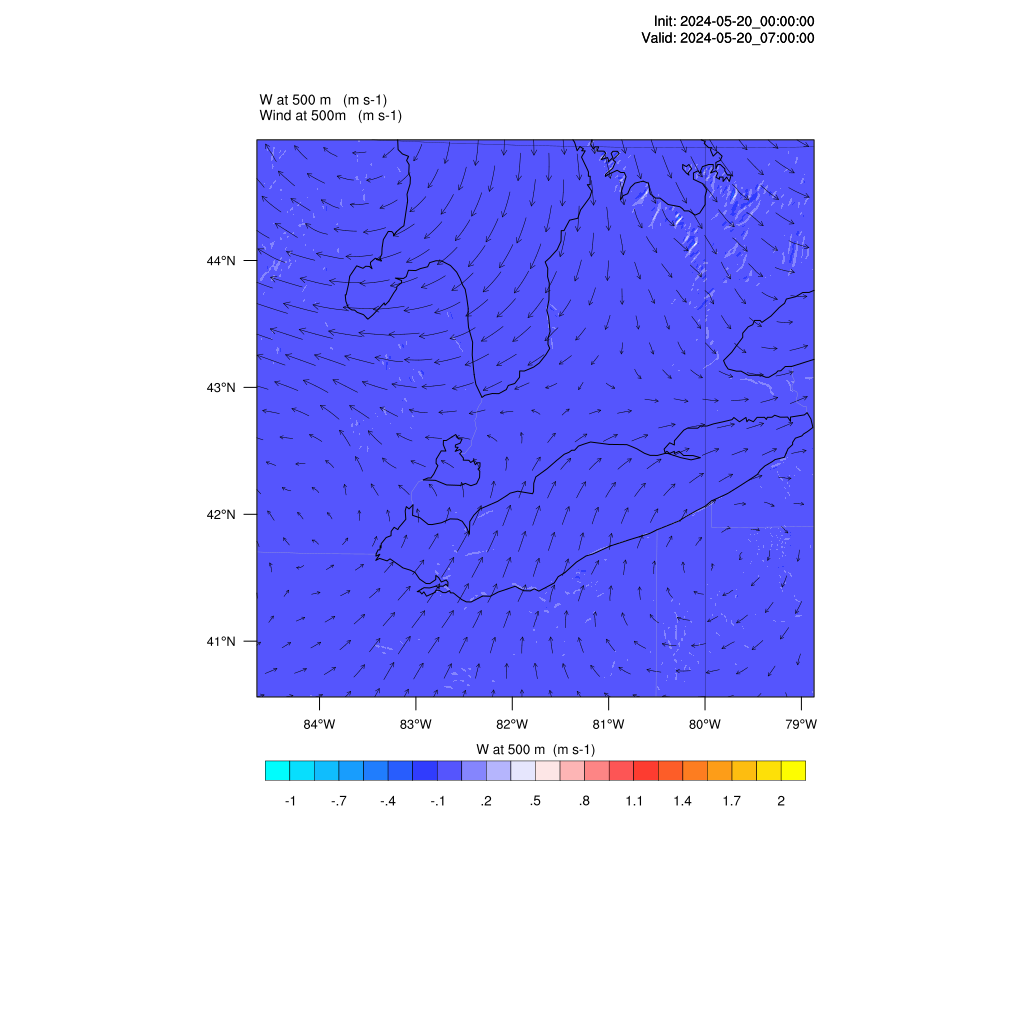 Init: 2024-05-20_00:00:00
Valid: 2024-05-20_07:00:00
W at 500 m (m s-1)
Wind at 500m (m s-1)
44°N
43°N
42°N
41°N
84°W 83°W 82°W 81°W 80°W 79°W
W at 500 m (m s-1)
-1 -.7 -.4 -.1 .2 .5 .8 1.1 1.4 1.7 2